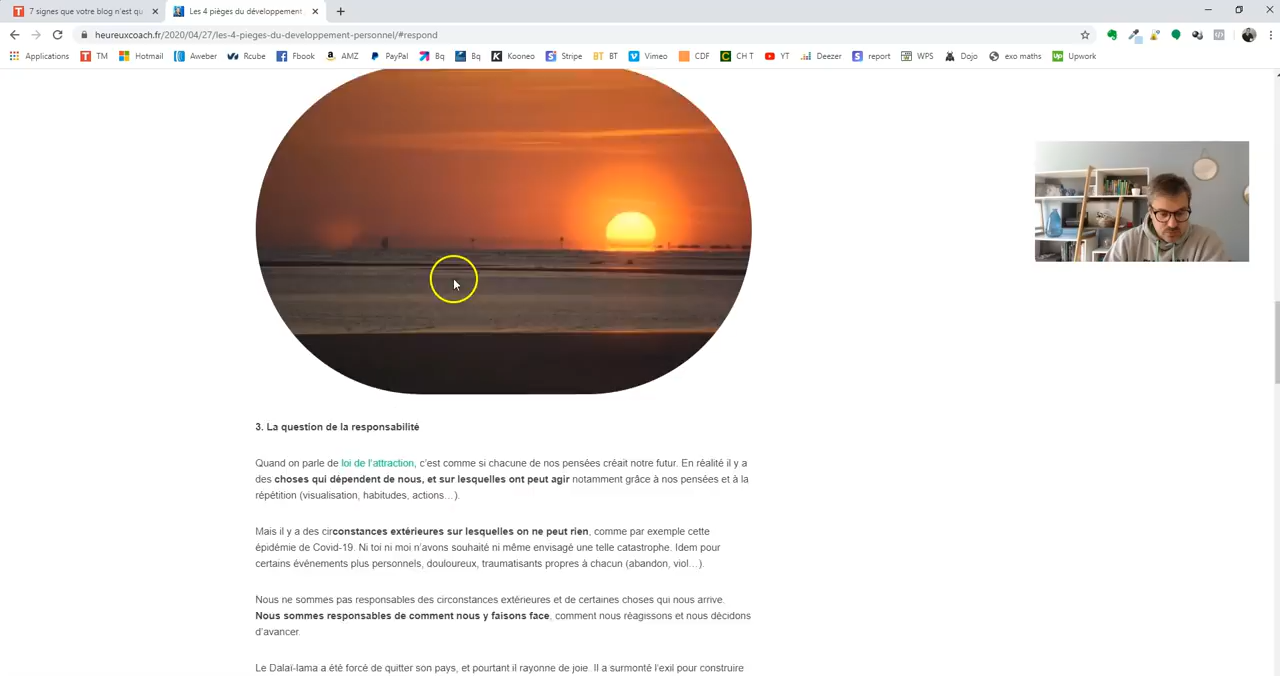 7 signes que votre blog n'est qu
Les 4 pièges du développement
heureuxcoach.fr/2020/04/27/les-4-pieges-du-developpement-personnel/#respond
Applications TM Hotmail Aweber Rcube Fbook AMZ PayPal Bq Bq Kooneo Stripe BT Vimeo CDF CH T YT Deezer report WPS Dojo exo maths Upwork
3. La question de la responsabilité
Quand on parle de loi de l'attraction, c'est comme si chacune de nos pensées créait notre futur. En réalité il y a
des choses qui dépendent de nous, et sur lesquelles ont peut agir notamment grâce à nos pensées et à la
répétition (visualisation, habitudes, actions…).
Mais il y a des circonstances extérieures sur lesquelles on ne peut rien, comme par exemple cette
épidémie de Covid-19. Ni toi ni moi n'avons souhaité ni même envisagé une telle catastrophe. Idem pour
certains événements plus personnels, douloureux, traumatisants propres à chacun (abandon, viol…).
Nous ne sommes pas responsables des circonstances extérieures et de certaines choses qui nous arrive.
Nous sommes responsables de comment nous y faisons face, comment nous réagissons et nous décidons
d'avancer.
Le Dalaï-lama a été forcé de quitter son pays, et pourtant il rayonne de joie. Il a surmonté l'exil pour construire